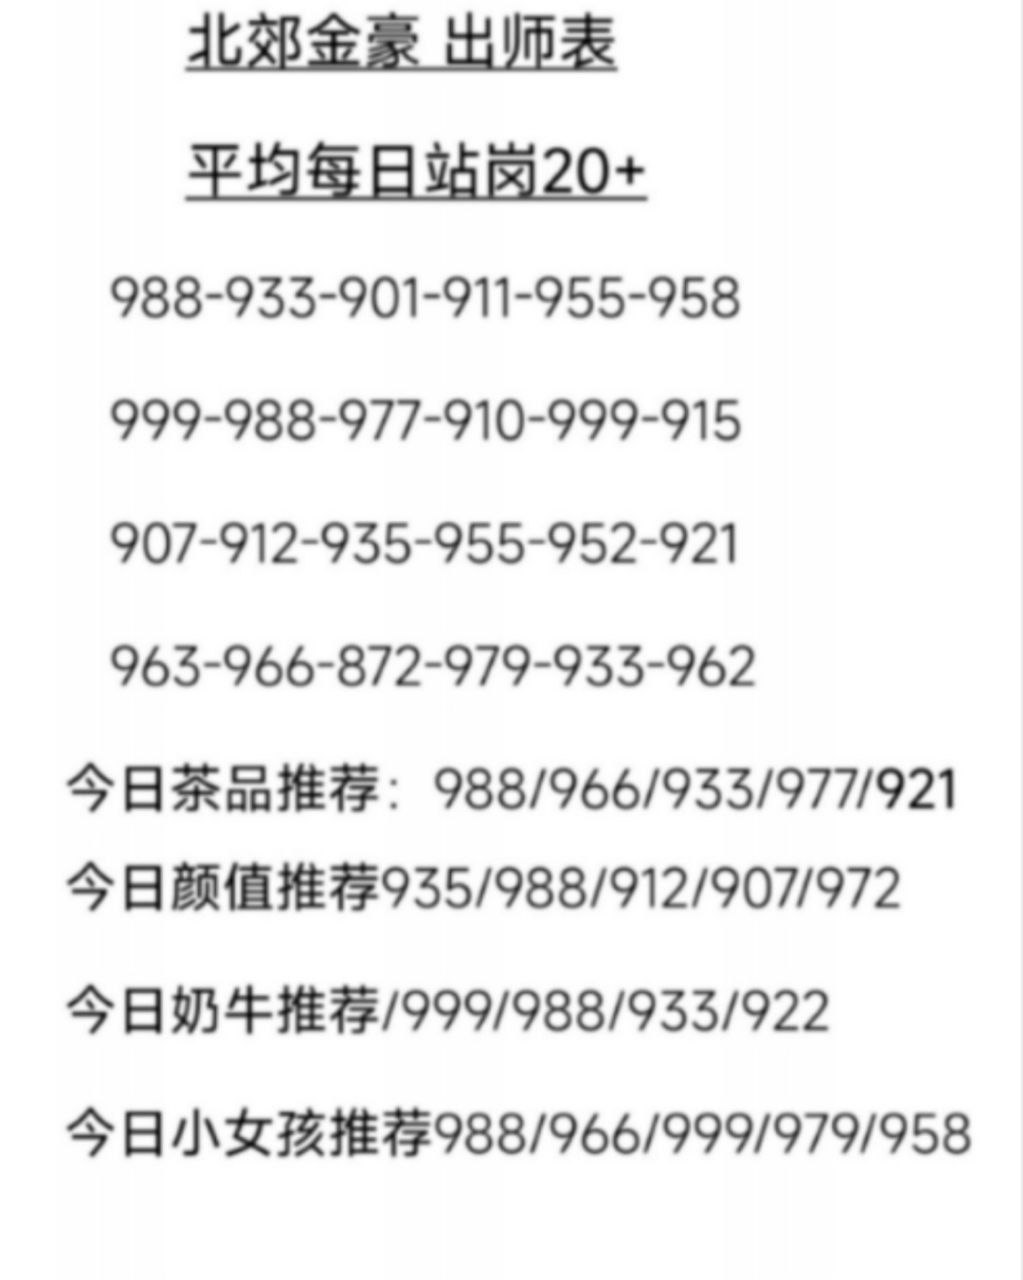 北郊金豪 出师表
平均每日站岗20+
988-933-901-911-955-958
999-988-977-910-999-915
907-912-935-955-952-921
963-966-872-979-933-962
今日茶品推荐：988/966/933/977/921
今日颜值推荐935/988/912/907/972
今日奶牛推荐/999/988/933/922
今日小女孩推荐988/966/999/979/958